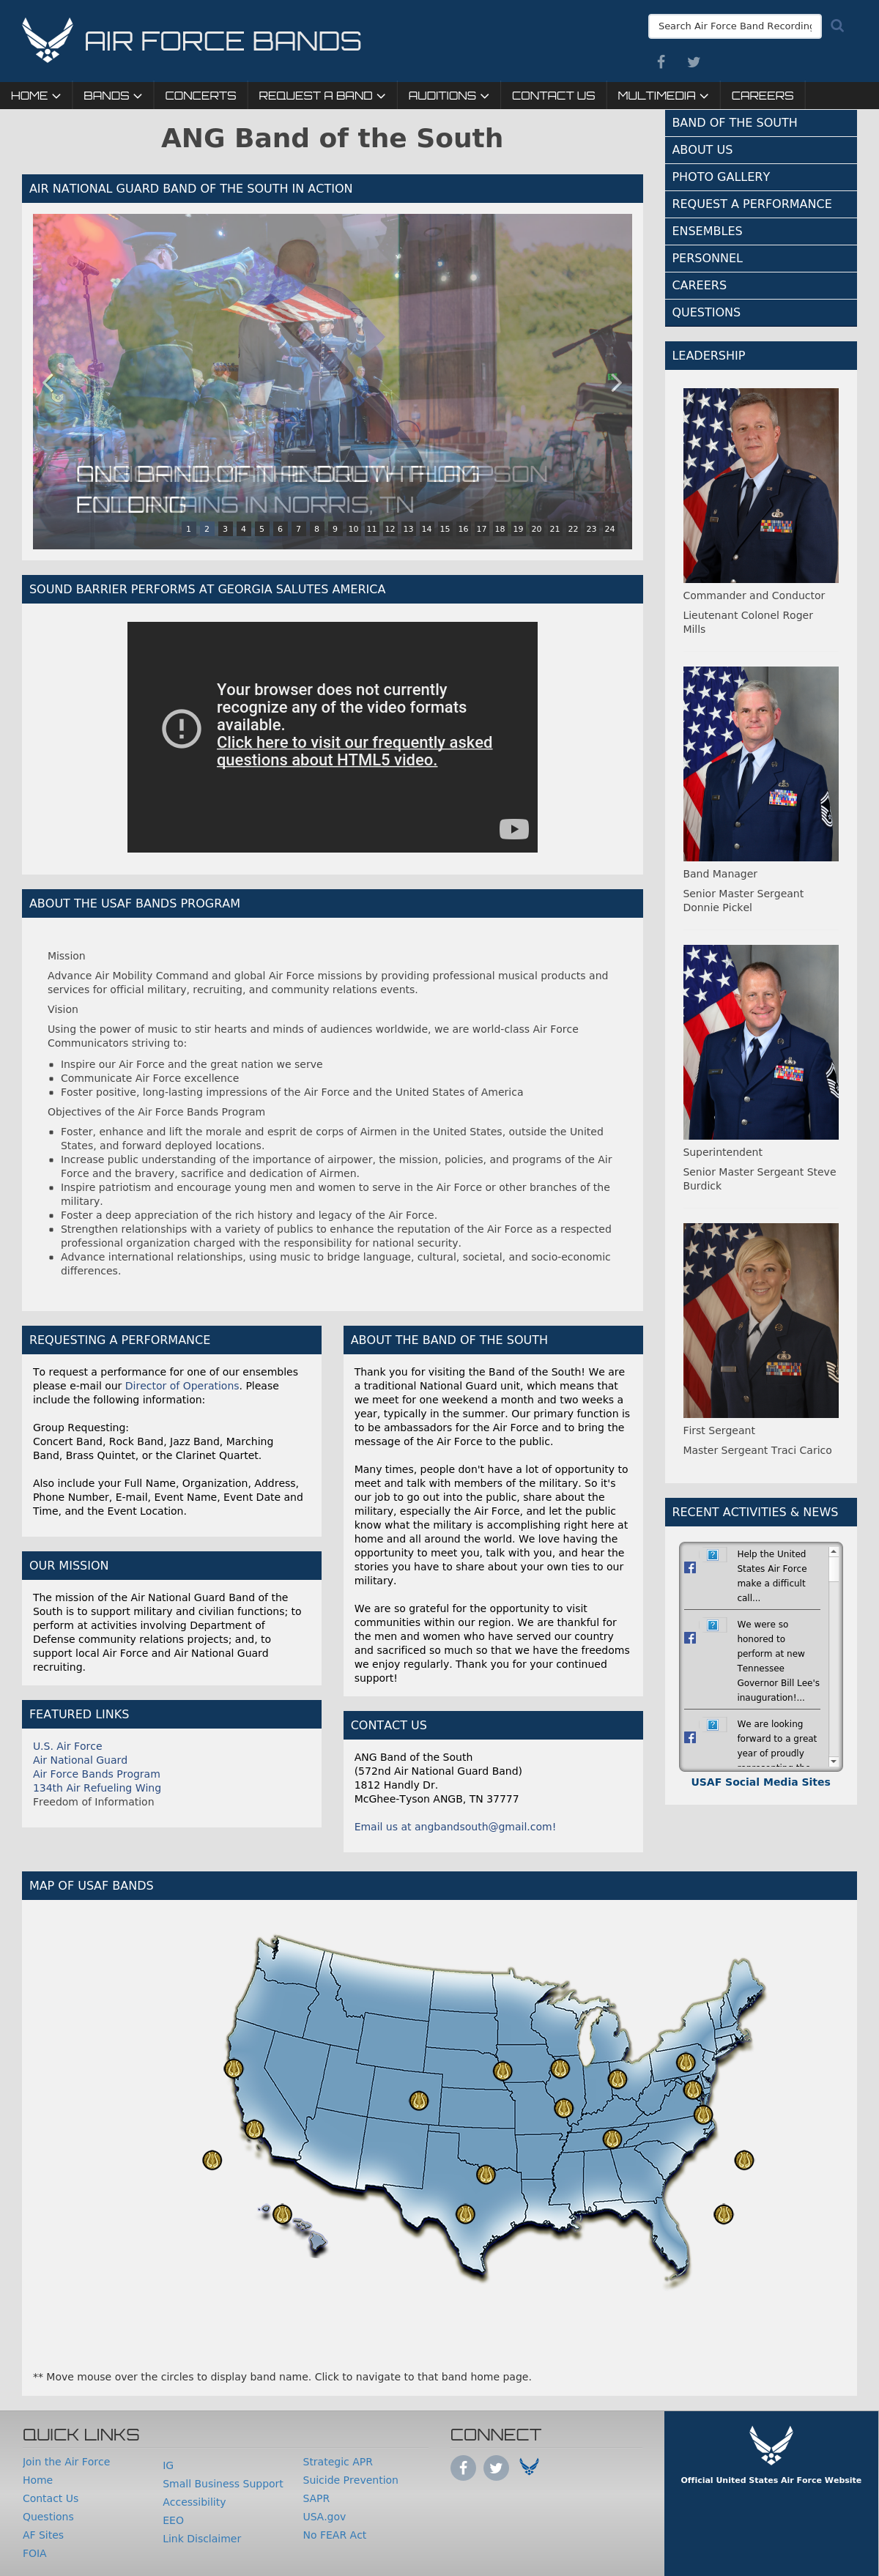 AIR FORCE BANDS
Search Air Force Band Recording
HOME
BANDS
CONCERTS
REQUEST A BAND
AUDITIONS
CONTACT US
MULTIMEDIA
CAREERS
ANG Band of the South
AIR NATIONAL GUARD BAND OF THE SOUTH IN ACTION
ANG BAND OF THE SOUTH FLAG
FOLDING
1 2 3 4 5 6 7 8 9 10 11 12 13 14 15 16 17 18 19 20 21 22 23 24
SOUND BARRIER PERFORMS AT GEORGIA SALUTES AMERICA
Your browser does not currently
recognize any of the video formats
available.
Click here to visit our frequently asked
questions about HTML5 video.
ABOUT THE USAF BANDS PROGRAM
Mission
Advance Air Mobility Command and global Air Force missions by providing professional musical products and
services for official military, recruiting, and community relations events.
Vision
Using the power of music to stir hearts and minds of audiences worldwide, we are world-class Air Force
Communicators striving to:
Inspire our Air Force and the great nation we serve
Communicate Air Force excellence
Foster positive, long-lasting impressions of the Air Force and the United States of America
Objectives of the Air Force Bands Program
Foster, enhance and lift the morale and esprit de corps of Airmen in the United States, outside the United
States, and forward deployed locations.
Increase public understanding of the importance of airpower, the mission, policies, and programs of the Air
Force and the bravery, sacrifice and dedication of Airmen.
Inspire patriotism and encourage young men and women to serve in the Air Force or other branches of the
military.
Foster a deep appreciation of the rich history and legacy of the Air Force.
Strengthen relationships with a variety of publics to enhance the reputation of the Air Force as a respected
professional organization charged with the responsibility for national security.
Advance international relationships, using music to bridge language, cultural, societal, and socio-economic
differences.
REQUESTING A PERFORMANCE
To request a performance for one of our ensembles
please e-mail our Director of Operations. Please
include the following information:
Group Requesting:
Concert Band, Rock Band, Jazz Band, Marching
Band, Brass Quintet, or the Clarinet Quartet.
Also include your Full Name, Organization, Address,
Phone Number, E-mail, Event Name, Event Date and
Time, and the Event Location.
OUR MISSION
The mission of the Air National Guard Band of the
South is to support military and civilian functions; to
perform at activities involving Department of
Defense community relations projects; and, to
support local Air Force and Air National Guard
recruiting.
FEATURED LINKS
U.S. Air Force
Air National Guard
Air Force Bands Program
134th Air Refueling Wing
Freedom of Information
ABOUT THE BAND OF THE SOUTH
Thank you for visiting the Band of the South! We are
a traditional National Guard unit, which means that
we meet for one weekend a month and two weeks a
year, typically in the summer. Our primary function is
to be ambassadors for the Air Force and to bring the
message of the Air Force to the public.
Many times, people don't have a lot of opportunity to
meet and talk with members of the military. So it's
our job to go out into the public, share about the
military, especially the Air Force, and let the public
know what the military is accomplishing right here at
home and all around the world. We love having the
opportunity to meet you, talk with you, and hear the
stories you have to share about your own ties to our
military.
We are so grateful for the opportunity to visit
communities within our region. We are thankful for
the men and women who have served our country
and sacrificed so much so that we have the freedoms
we enjoy regularly. Thank you for your continued
support!
CONTACT US
ANG Band of the South
(572nd Air National Guard Band)
1812 Handly Dr.
McGhee-Tyson ANGB, TN 37777
Email us at angbandsouth@gmail.com!
BAND OF THE SOUTH
ABOUT US
PHOTO GALLERY
REQUEST A PERFORMANCE
ENSEMBLES
PERSONNEL
CAREERS
QUESTIONS
LEADERSHIP
Commander and Conductor
Lieutenant Colonel Roger
Mills
Band Manager
Senior Master Sergeant
Donnie Pickel
Superintendent
Senior Master Sergeant Steve
Burdick
First Sergeant
Master Sergeant Traci Carico
RECENT ACTIVITIES & NEWS
Help the United
States Air Force
make a difficult
call...
We were so
honored to
perform at new
Tennessee
Governor Bill Lee's
inauguration!...
We are looking
forward to a great
year of proudly
USAF Social Media Sites
MAP OF USAF BANDS
** Move mouse over the circles to display band name. Click to navigate to that band home page.
QUICK LINKS
Join the Air Force
Home
Contact Us
Questions
AF Sites
FOIA
IG
Small Business Support
Accessibility
EEO
Link Disclaimer
Strategic APR
Suicide Prevention
SAPR
USA.gov
No FEAR Act
CONNECT
Official United States Air Force Website